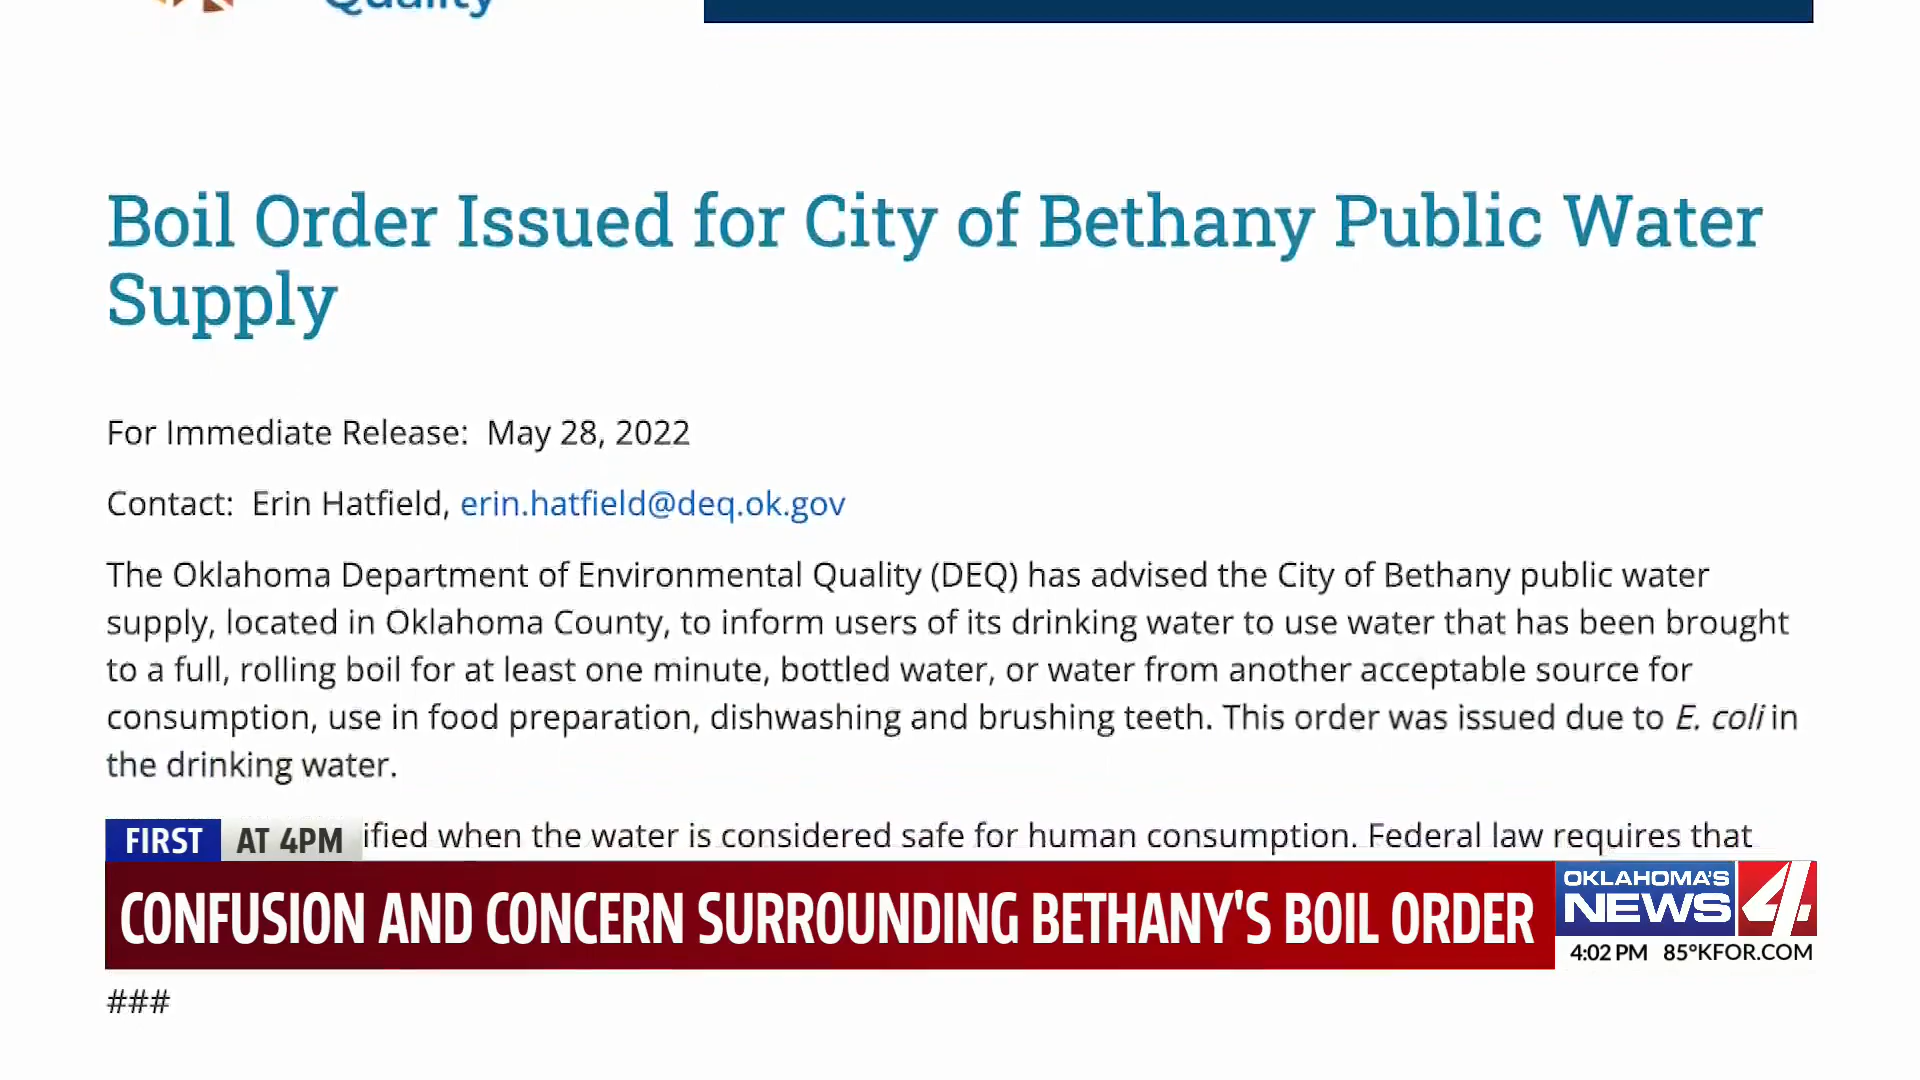 Quality
Boil Order Issued for City of Bethany Public Water
Supply
For Immediate Release: May 28, 2022
Contact: Erin Hatfield, erin.hatfield@deq.ok.gov
The Oklahoma Department of Environmental Quality (DEQ) has advised the City of Bethany public water
supply, located in Oklahoma County, to inform users of its drinking water to use water that has been brought
to a full, rolling boil for at least one minute, bottled water, or water from another acceptable source for
consumption, use in food preparation, dishwashing and brushing teeth. This order was issued due to E. coli in
the drinking water.
FIRST AT 4PM
ified when the water is considered safe for human consumption. Federal law requires that
CONFUSION AND CONCERN SURROUNDING BETHANY'S BOIL ORDER
OKLAHOMA'S
NEWS 4
4:02 PM 85° KFOR.COM
###